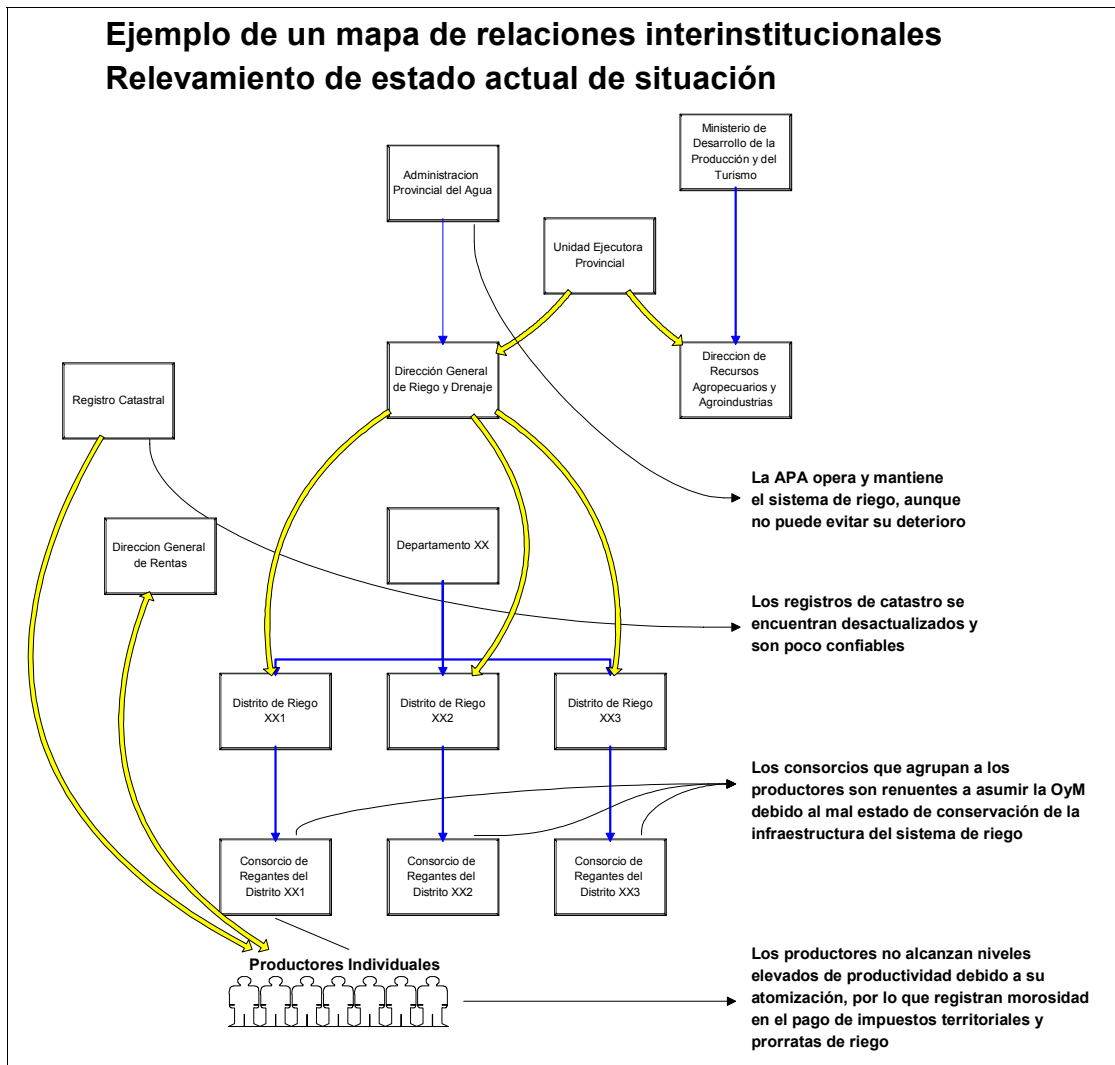 Ejemplo de un mapa de relaciones interinstitucionales
Relevamiento de estado actual de situación
Ministerio de
Desarrollo de la
Producción y del
Turismo
Administracion
Provincial del Agua
Unidad Ejecutora
Provincial
Dirección General
de Riego y Drenaje
Direccion de
Recursos
Agropecuarios y
Agroindustrias
Registro Catastral
La APA opera y mantiene
el sistema de riego, aunque
no puede evitar su deterioro
Direccion General
de Rentas
Departamento XX
Los registros de catastro se
encuentran desactualizados y
son poco confiables
Distrito de Riego
XX1
Distrito de Riego
XX2
Distrito de Riego
XX3
Los consorcios que agrupan a los
productores son renuentes a asumir la OyM
debido al mal estado de conservación de la
infraestructura del sistema de riego
Consorcio de
Regantes del
Distrito XX1
Consorcio de
Regantes del
Distrito XX2
Consorcio de
Regantes del
Distrito XX3
Productores Individuales
Los productores no alcanzan niveles
elevados de productividad debido a su
atomización, por lo que registran morosidad
en el pago de impuestos territoriales y
prorratas de riego